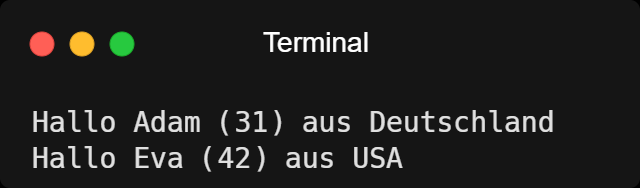 Terminal
Hallo Adam (31) aus Deutschland
Hallo Eva (42) aus USA